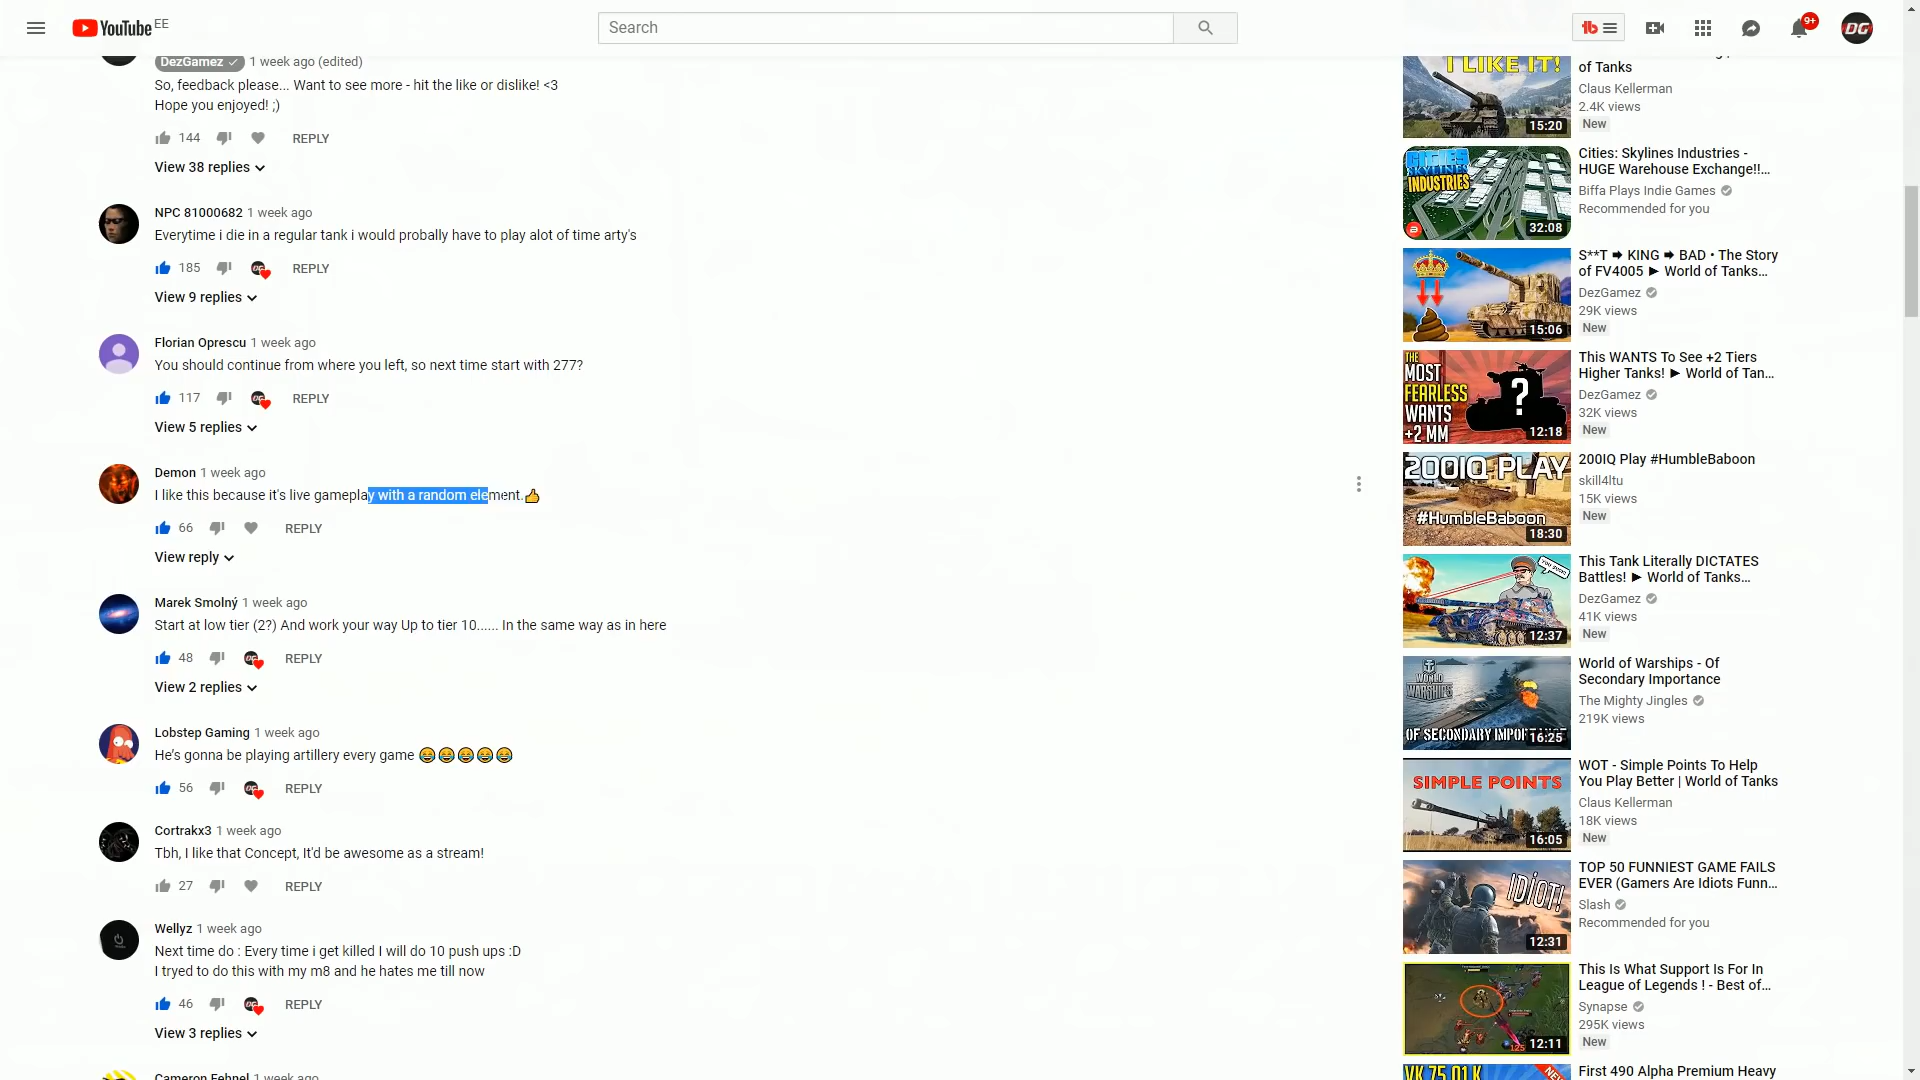 YouTube EE
Search
9+
DG
DezGamez 1 week ago (edited)
So, feedback please... Want to see more - hit the like or dislike! <3
Hope you enjoyed! ;)
144 REPLY
View 38 replies
NPC 81000682 1 week ago
Everytime i die in a regular tank i would probally have to play alot of time arty's
185 REPLY
View 9 replies
Florian Oprescu 1 week ago
You should continue from where you left, so next time start with 277?
117 REPLY
View 5 replies
Demon 1 week ago
I like this because it's live gameplay with a random element.👍
66 REPLY
View reply
Marek Smolný 1 week ago
Start at low tier (2?) And work your way Up to tier 10...... In the same way as in here
48 REPLY
View 2 replies
Lobstep Gaming 1 week ago
He's gonna be playing artillery every game 😂😂😂😂😂
56 REPLY
Cortrakx3 1 week ago
Tbh, I like that Concept, It'd be awesome as a stream!
27 REPLY
Wellyz 1 week ago
Next time do : Every time i get killed I will do 10 push ups :D
I tryed to do this with my m8 and he hates me till now
46 REPLY
View 3 replies
Cameron Fehnel 1 week ago
I LIKE IT!
15:20
of Tanks
Claus Kellerman
2.4K views
New
CITIES
SKYLINES
INDUSTRIES
32:08
Cities: Skylines Industries -
HUGE Warehouse Exchange!!...
Biffa Plays Indie Games
Recommended for you
15:06
S**T ➡ KING ➡ BAD • The Story
of FV4005 ► World of Tanks...
DezGamez
29K views
New
THE
MOST
FEARLESS
WANTS
+2 MM
?
12:18
This WANTS To See +2 Tiers
Higher Tanks! ► World of Tan...
DezGamez
32K views
New
200IQ PLAY
#HumbleBaboon
18:30
200IQ Play #HumbleBaboon
skill4ltu
15K views
New
12:37
This Tank Literally DICTATES
Battles! ► World of Tanks...
DezGamez
41K views
New
WORLD
WARSHIPS
OF SECONDARY IMPORTANCE
16:25
World of Warships - Of
Secondary Importance
The Mighty Jingles
219K views
SIMPLE POINTS
16:05
WOT - Simple Points To Help
You Play Better | World of Tanks
Claus Kellerman
18K views
New
IDIOT!
12:31
TOP 50 FUNNIEST GAME FAILS
EVER (Gamers Are Idiots Funn...
Slash
Recommended for you
125
12:11
This Is What Support Is For In
League of Legends ! - Best of...
Synapse
295K views
New
VK 75.01 K
NEW
First 490 Alpha Premium Heavy